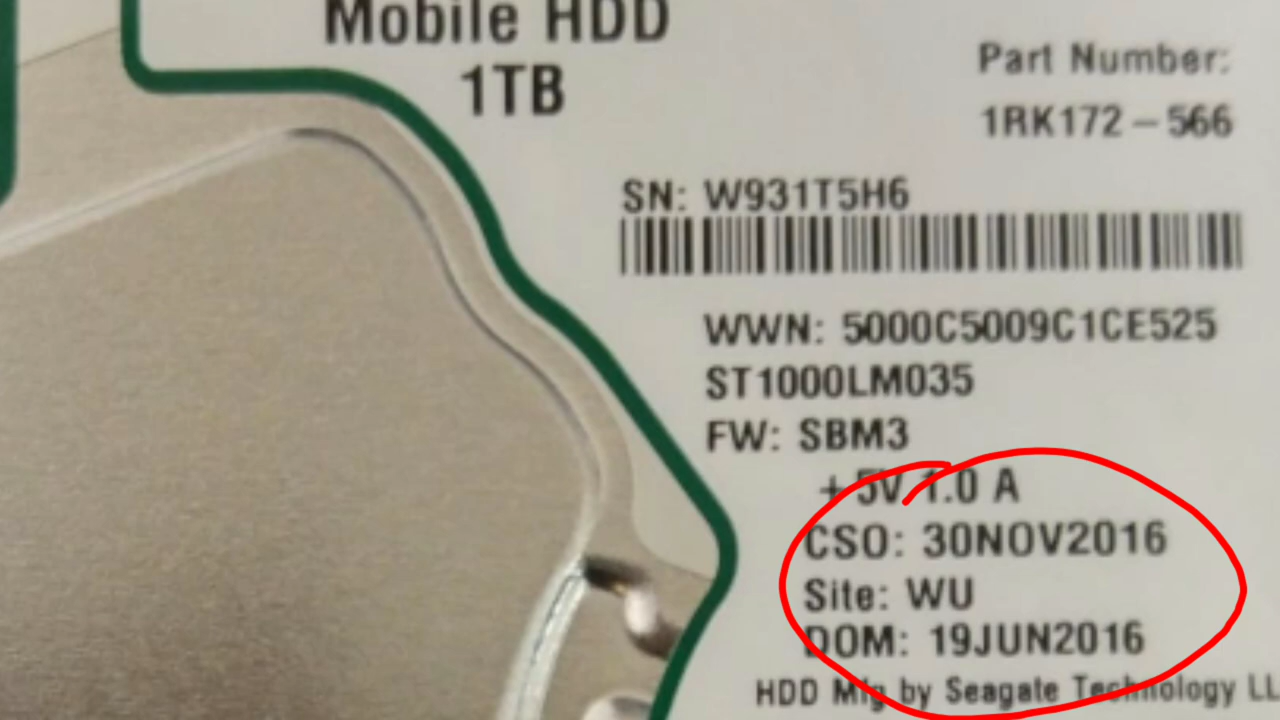 Mobile HDD
1TB
Part Number:
1RK172-566
SN: W931T5H6
WWN: 5000C5009C1CE525
ST1000LM035
FW: SBM3
+5V 1.0 A
CSO: 30NOV2016
Site: WU
DOM: 19JUN2016
HDD Mfg by Seagate Technology LL